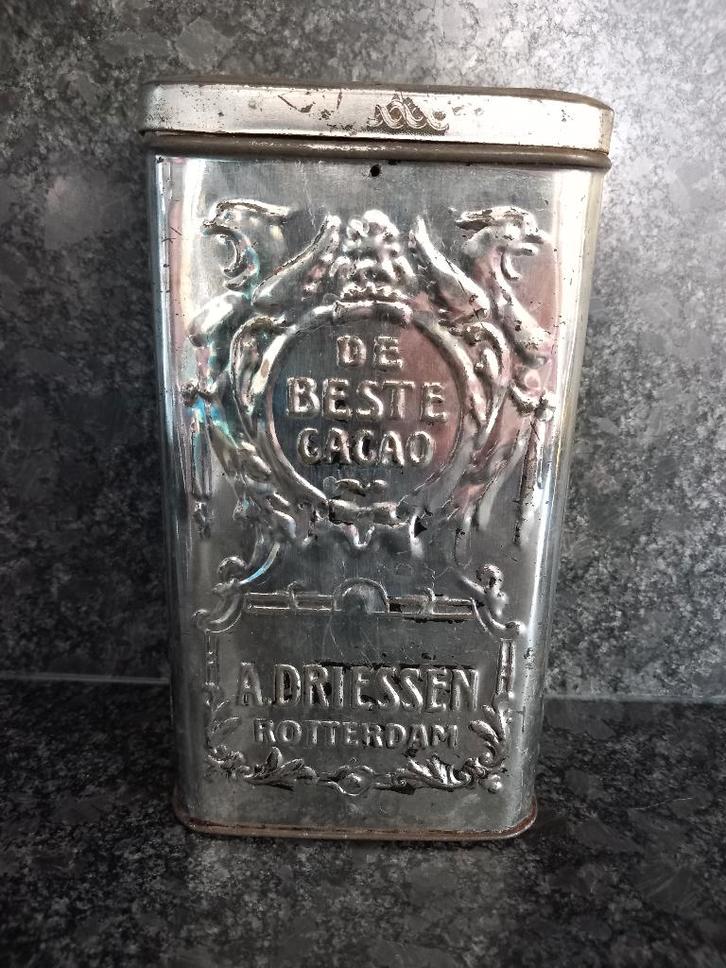 DE
BESTE
CACAO
A. DRIESSEN
ROTTERDAM